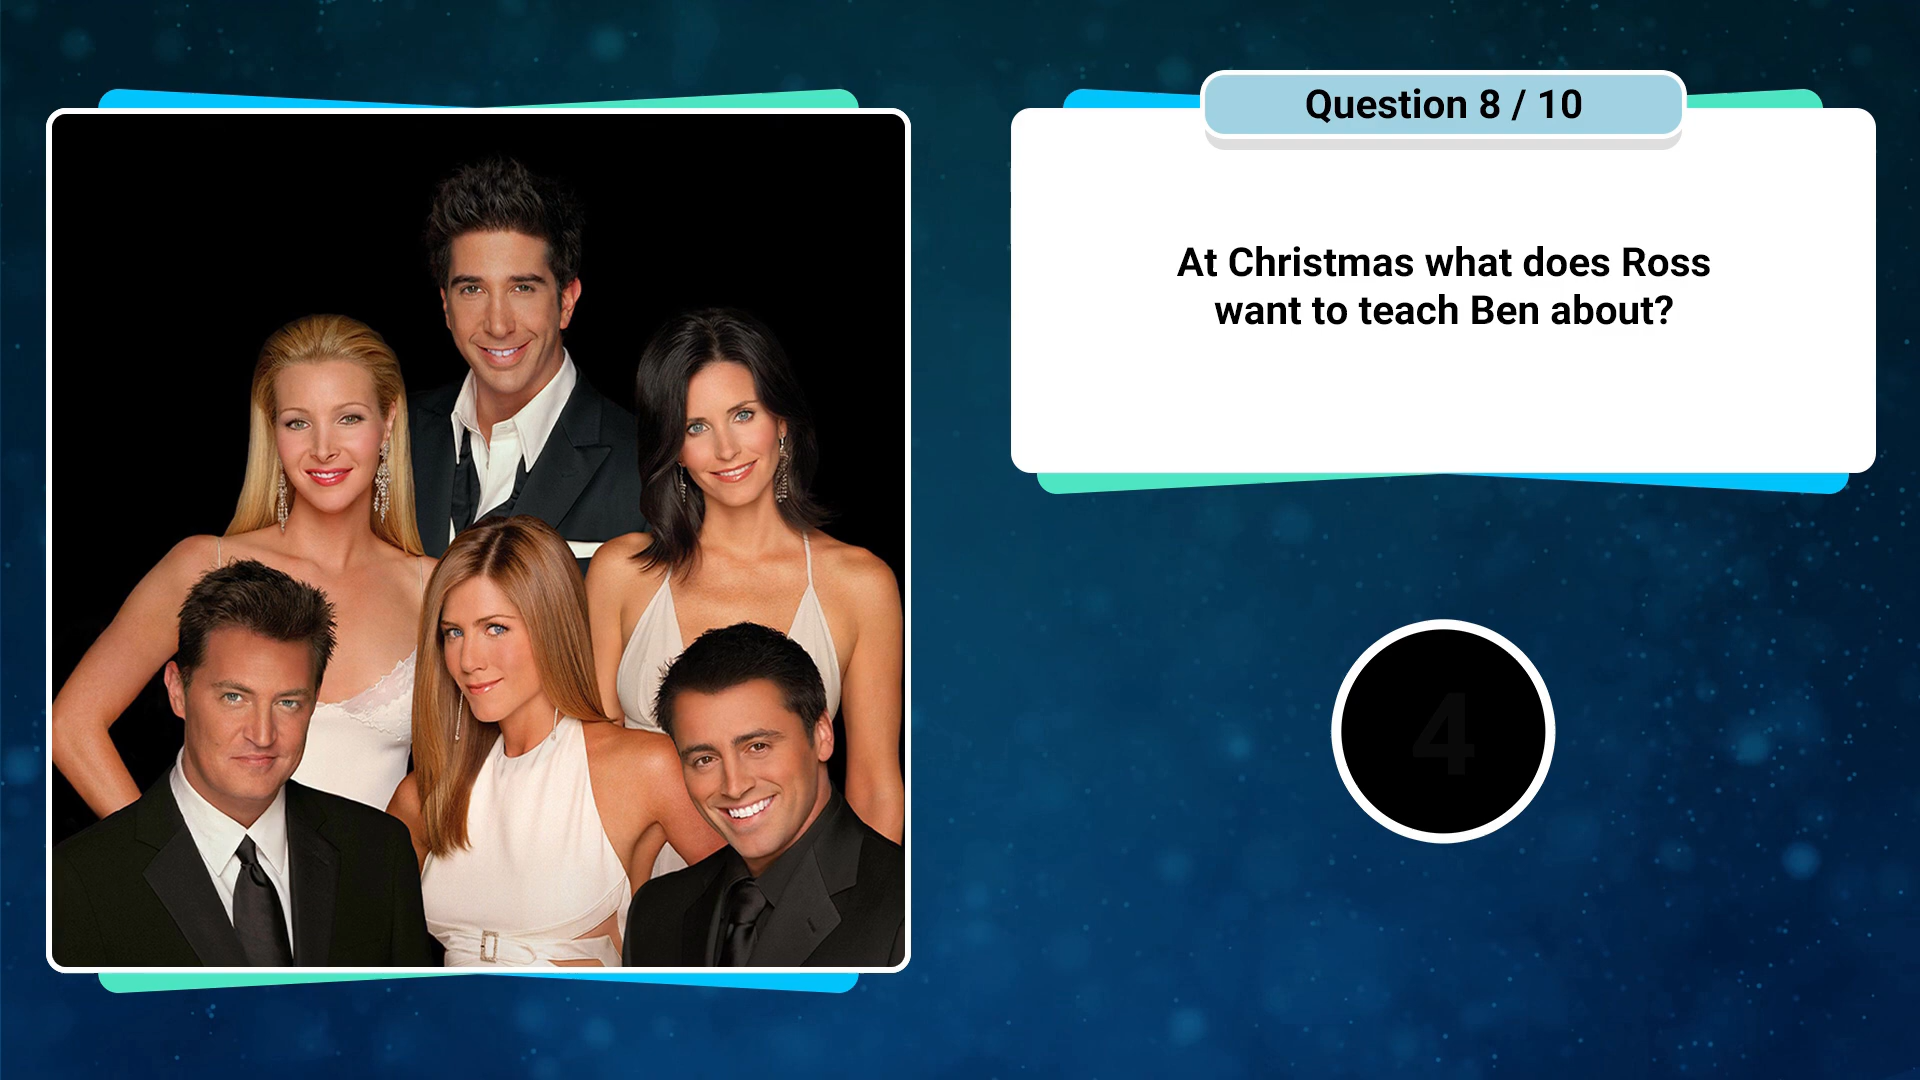 Question 8 / 10
At Christmas what does Ross
want to teach Ben about?
4